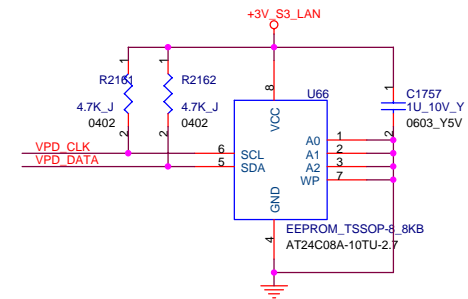 +3V_S3_LAN
R2161
4.7K_J
0402
1
2
R2162
4.7K_J
0402
1
2
8
U66
C1757
1U_10V_Y
0603_Y5V
1
2
VCC
VPD_CLK
VPD_DATA
6
5
SCL
SDA
A0
A1
A2
WP
1
2
3
7
GND
4
EEPROM_TSSOP-8_8KB
AT24C08A-10TU-2.7